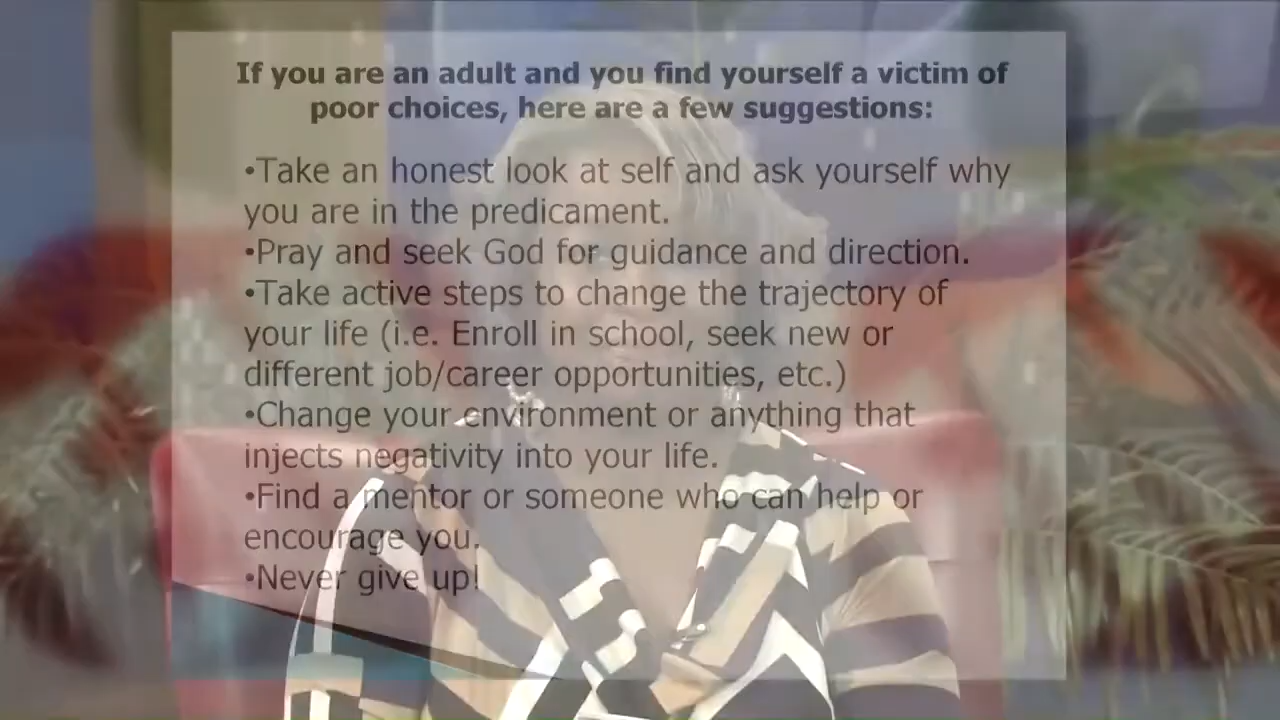 If you are an adult and you find yourself a victim of
poor choices, here are a few suggestions:
•Take an honest look at self and ask yourself why
you are in the predicament.
•Pray and seek God for guidance and direction.
•Take active steps to change the trajectory of
your life (i.e. Enroll in school, seek new or
different job/career opportunities, etc.)
•Change your environment or anything that
injects negativity into your life.
•Find a mentor or someone who can help or
encourage you.
•Never give up!